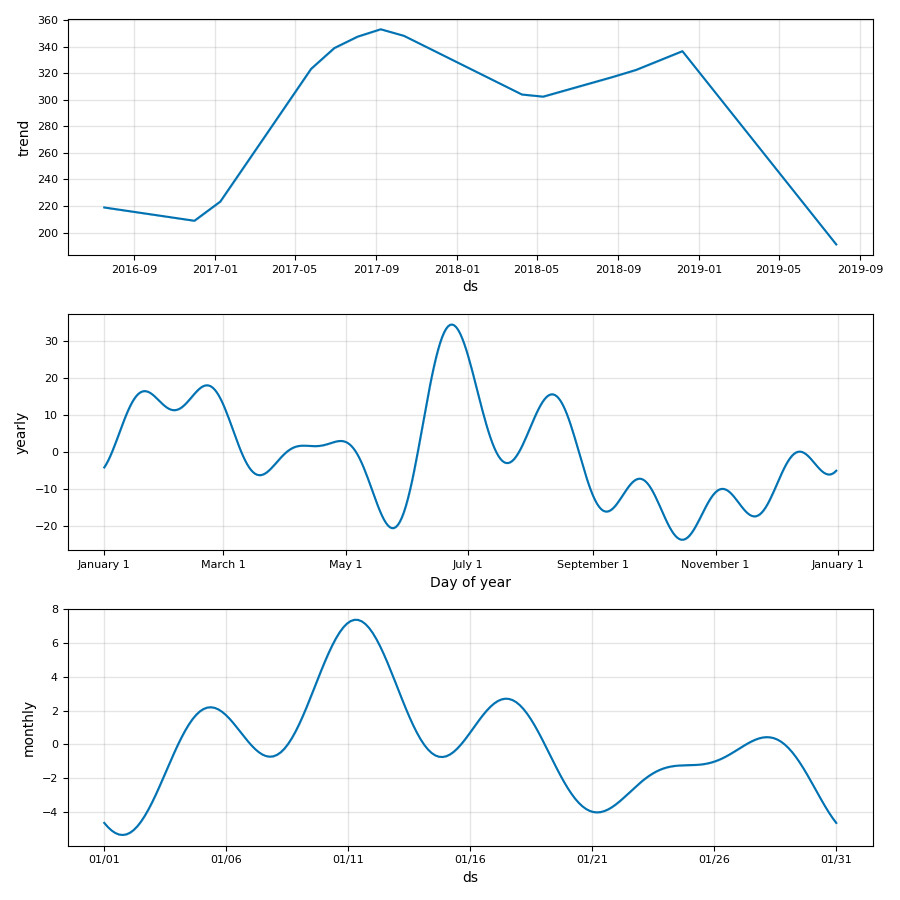 360
340
320
300
280
260
240
220
200
trend
2016-09 2017-01 2017-05 2017-09 2018-01 2018-05 2018-09 2019-01 2019-05 2019-09
ds
30
20
10
0
−10
−20
yearly
January 1 March 1 May 1 July 1 September 1 November 1 January 1
Day of year
8
6
4
2
0
−2
−4
monthly
01/01 01/06 01/11 01/16 01/21 01/26 01/31
ds